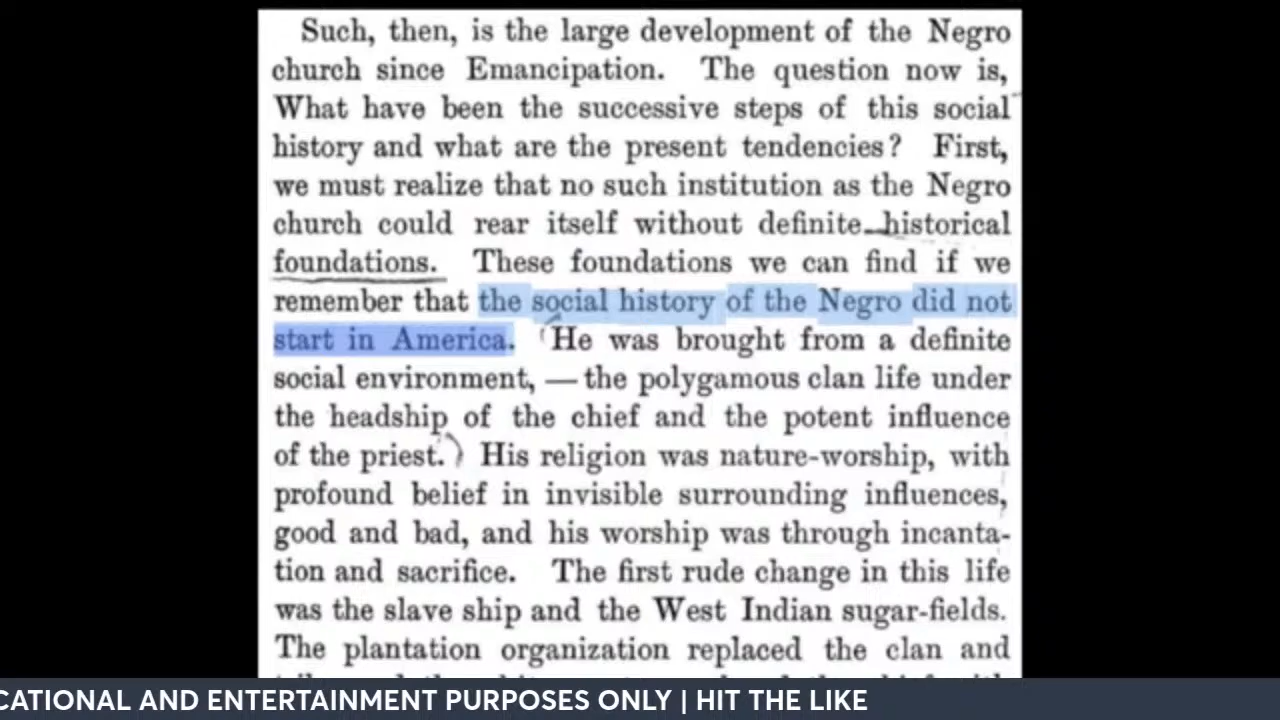 Such, then, is the large development of the Negro
church since Emancipation. The question now is,
What have been the successive steps of this social
history and what are the present tendencies? First,
we must realize that no such institution as the Negro
church could rear itself without definite historical
foundations. These foundations we can find if we
remember that the social history of the Negro did not
start in America. He was brought from a definite
social environment, — the polygamous clan life under
the headship of the chief and the potent influence
of the priest. His religion was nature-worship, with
profound belief in invisible surrounding influences,
good and bad, and his worship was through incanta-
tion and sacrifice. The first rude change in this life
was the slave ship and the West Indian sugar-fields.
The plantation organization replaced the clan and
CATIONAL AND ENTERTAINMENT PURPOSES ONLY | HIT THE LIKE